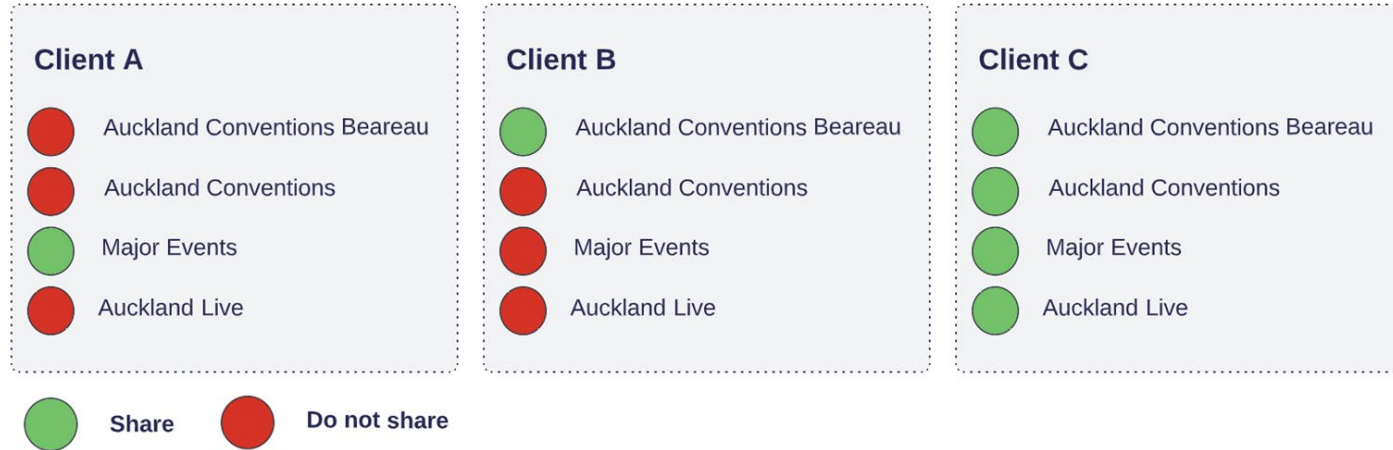 Client A
Auckland Conventions Beareau
Auckland Conventions
Major Events
Auckland Live
Client B
Auckland Conventions Beareau
Auckland Conventions
Major Events
Auckland Live
Client C
Auckland Conventions Beareau
Auckland Conventions
Major Events
Auckland Live
Share
Do not share